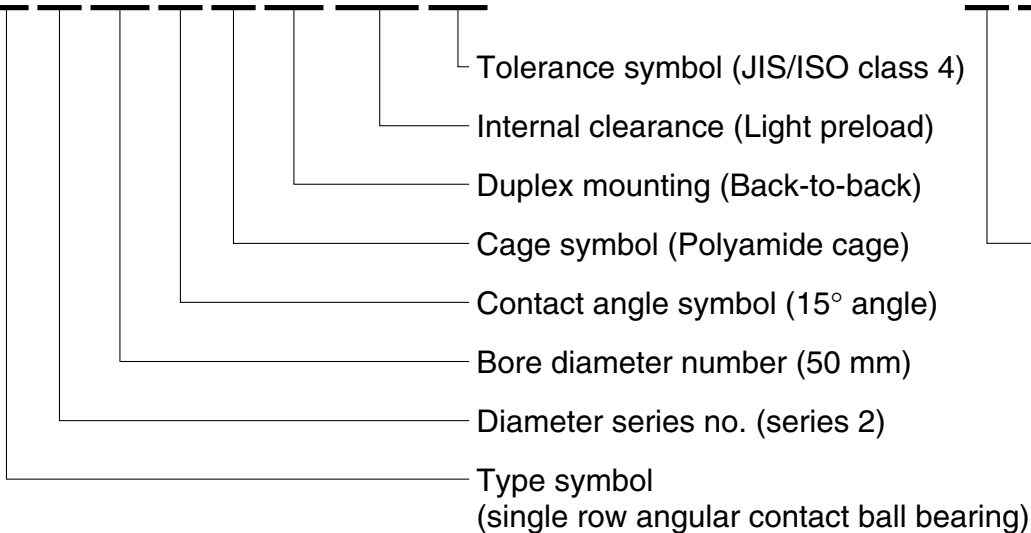 Tolerance symbol (JIS/ISO class 4)
Internal clearance (Light preload)
Duplex mounting (Back-to-back)
Cage symbol (Polyamide cage)
Contact angle symbol (15° angle)
Bore diameter number (50 mm)
Diameter series no. (series 2)
Type symbol
(single row angular contact ball bearing)